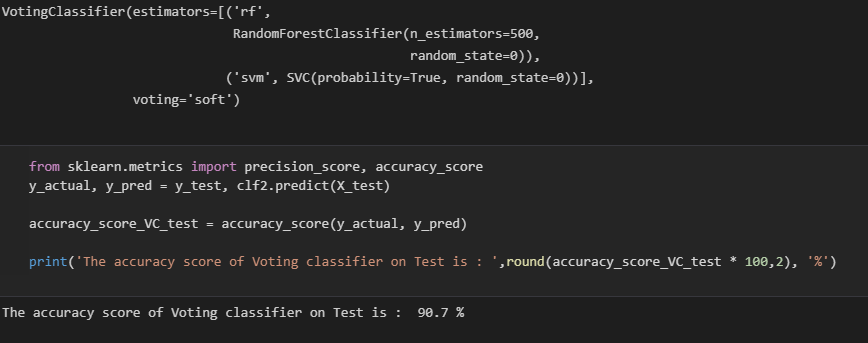 VotingClassifier(estimators=[('rf',
RandomForestClassifier(n_estimators=500,
random_state=0)),
('svm', SVC(probability=True, random_state=0))],
voting='soft')
from sklearn.metrics import precision_score, accuracy_score
y_actual, y_pred = y_test, clf2.predict(X_test)
accuracy_score_VC_test = accuracy_score(y_actual, y_pred)
print('The accuracy score of Voting classifier on Test is : ',round(accuracy_score_VC_test * 100,2), '%')
The accuracy score of Voting classifier on Test is :  90.7 %